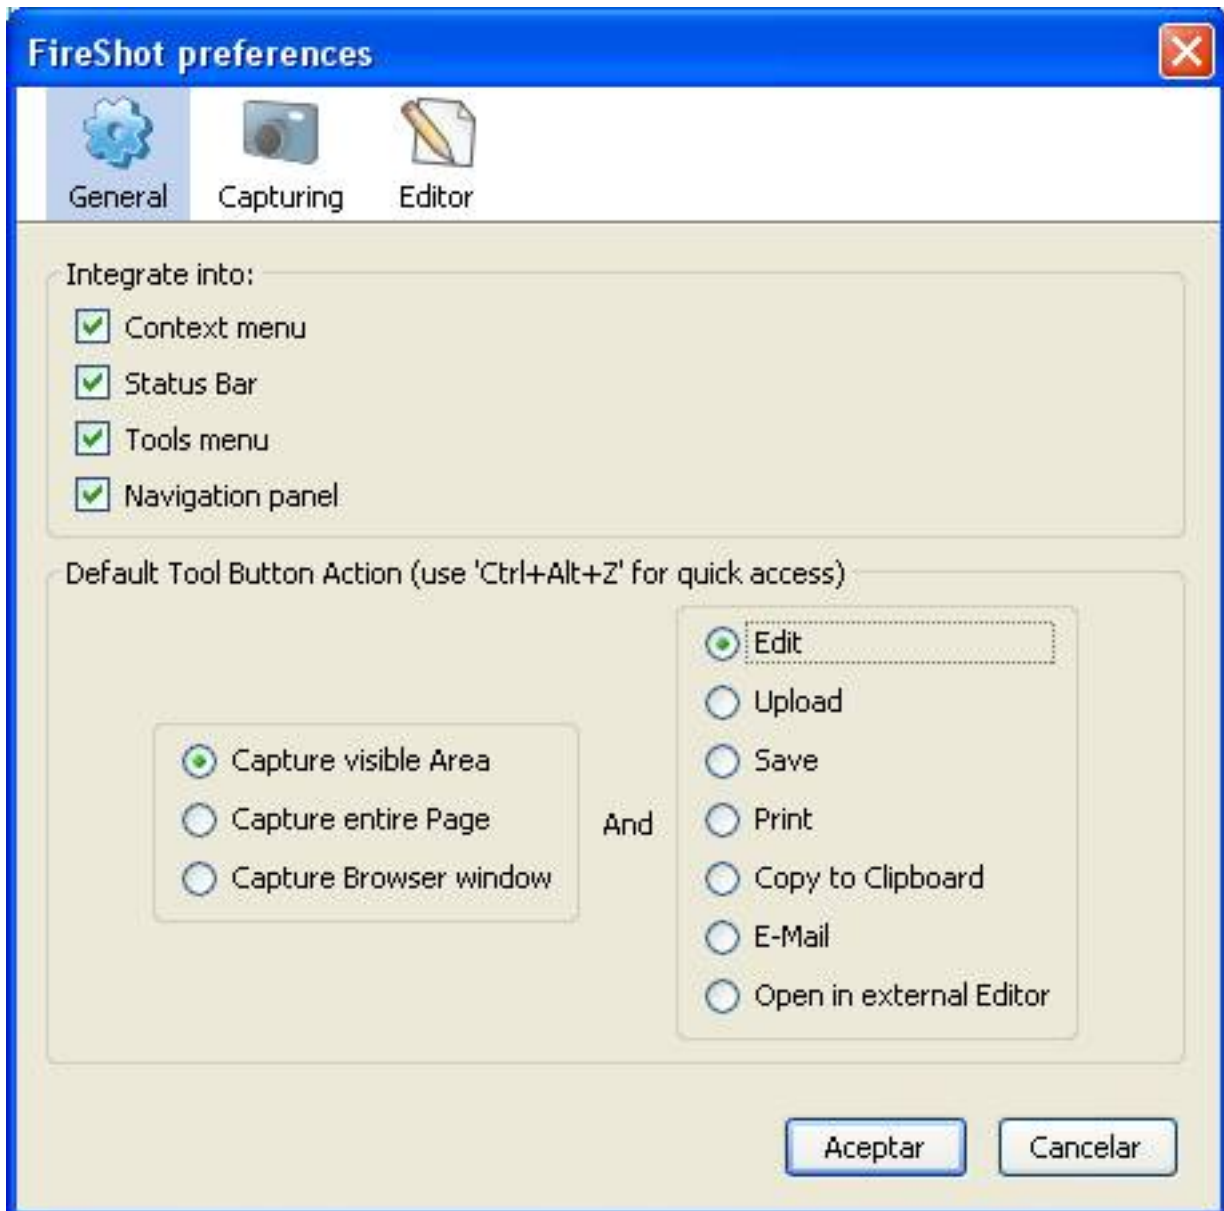 FireShot preferences
General Capturing Editor
Integrate into:
Context menu
Status Bar
Tools menu
Navigation panel
Default Tool Button Action (use 'Ctrl+Alt+Z' for quick access)
Capture visible Area
Capture entire Page
Capture Browser window
And
Edit
Upload
Save
Print
Copy to Clipboard
E-Mail
Open in external Editor
Aceptar Cancelar